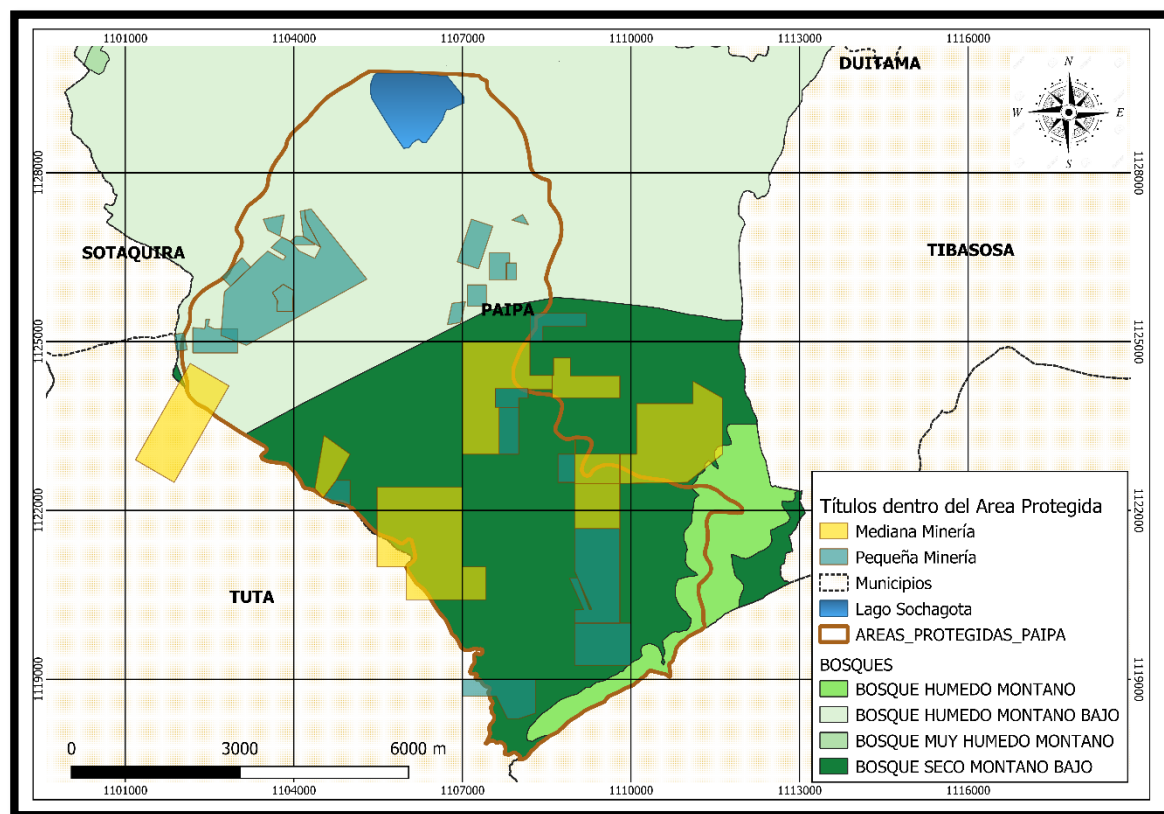 1101000 1104000 1107000 1110000 1113000 1116000
DUITAMA
N
W E
S
1128000 1128000
SOTAQUIRA
TIBASOSA
PAIPA
1125000 1125000
1122000 1122000
TUTA
1119000 1119000
Títulos dentro del Area Protegida
Mediana Minería
Pequeña Minería
Municipios
Lago Sochagota
AREAS_PROTEGIDAS_PAIPA
BOSQUES
BOSQUE HUMEDO MONTANO
BOSQUE HUMEDO MONTANO BAJO
BOSQUE MUY HUMEDO MONTANO
BOSQUE SECO MONTANO BAJO
0 3000 6000 m
1101000 1104000 1107000 1110000 1113000 1116000